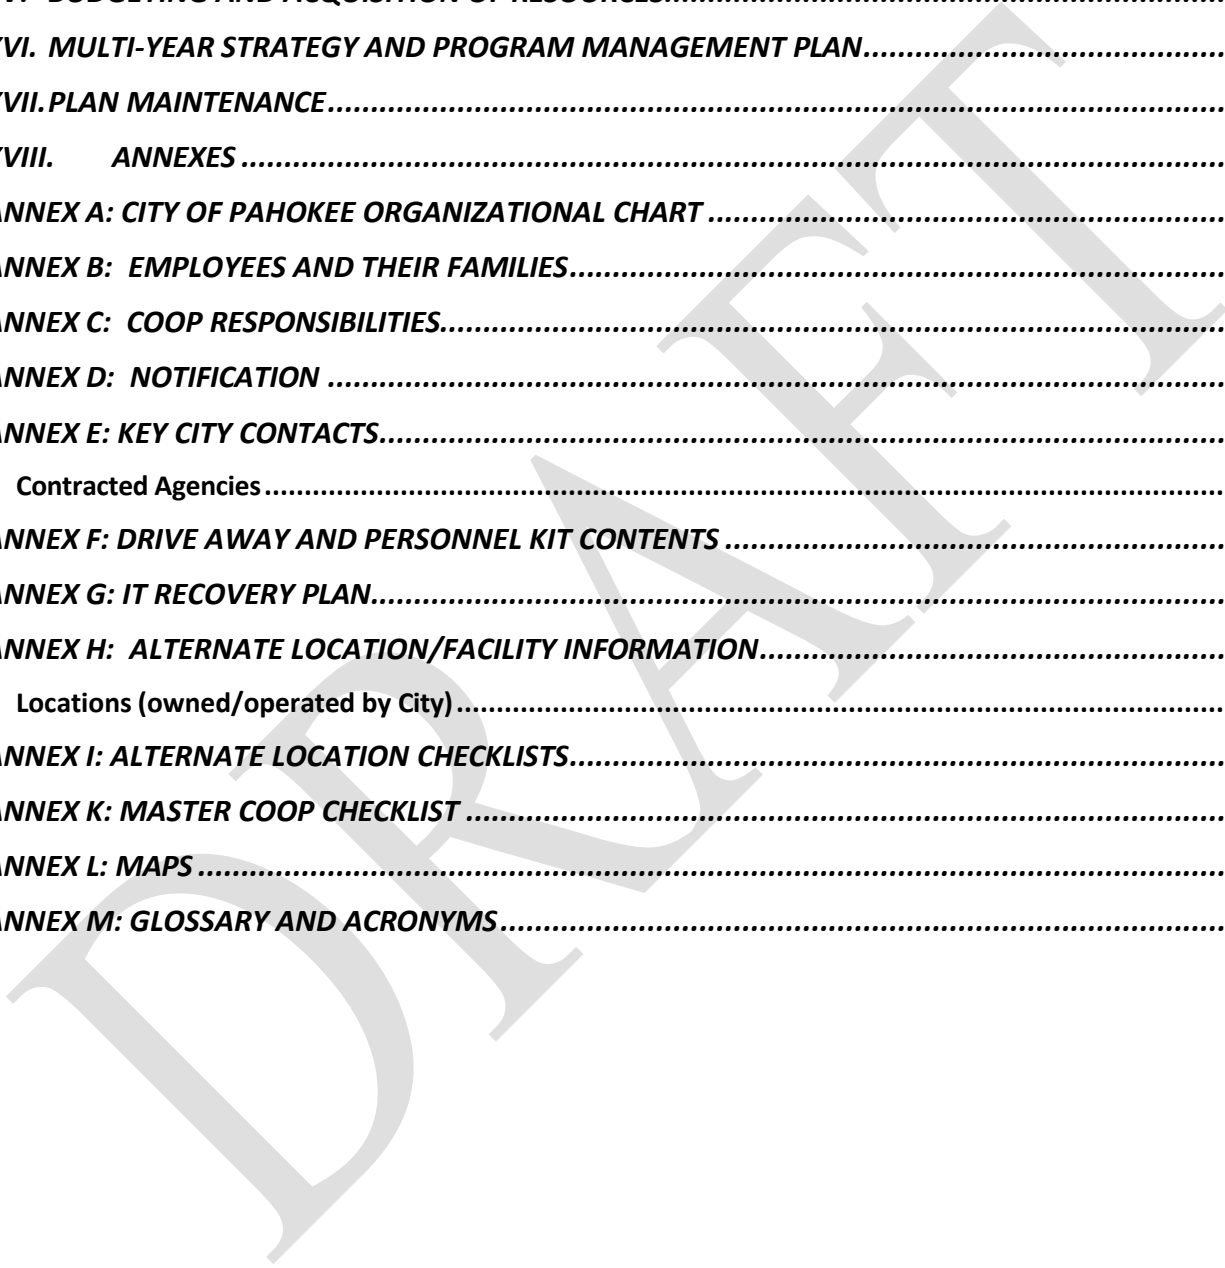 V. BUDGETING AND ACQUISITION OF RESOURCES..........
XVI. MULTI-YEAR STRATEGY AND PROGRAM MANAGEMENT PLAN..........
XVII. PLAN MAINTENANCE..........
XVIII. ANNEXES..........
ANNEX A: CITY OF PAHOKEE ORGANIZATIONAL CHART..........
ANNEX B: EMPLOYEES AND THEIR FAMILIES..........
ANNEX C: COOP RESPONSIBILITIES..........
ANNEX D: NOTIFICATION..........
ANNEX E: KEY CITY CONTACTS..........
Contracted Agencies..........
ANNEX F: DRIVE AWAY AND PERSONNEL KIT CONTENTS..........
ANNEX G: IT RECOVERY PLAN..........
ANNEX H: ALTERNATE LOCATION/FACILITY INFORMATION..........
Locations (owned/operated by City)..........
ANNEX I: ALTERNATE LOCATION CHECKLISTS..........
ANNEX K: MASTER COOP CHECKLIST..........
ANNEX L: MAPS..........
ANNEX M: GLOSSARY AND ACRONYMS..........
DRAFT